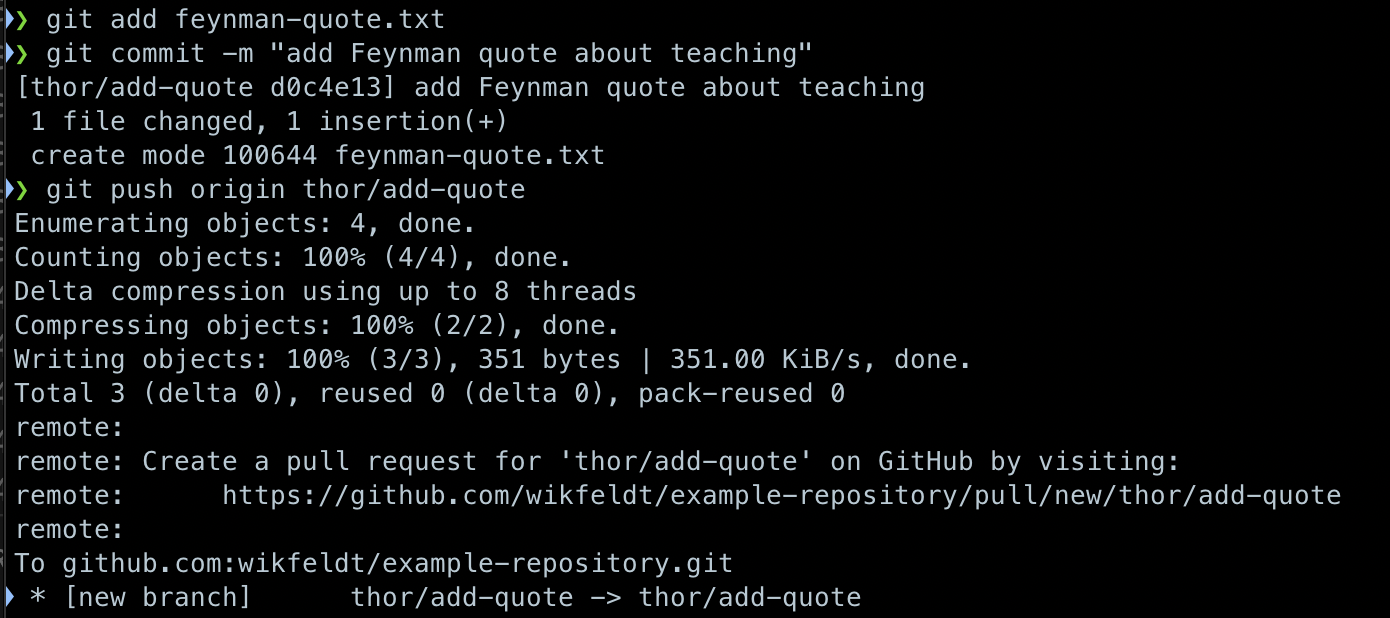 ❯ git add feynman-quote.txt
❯ git commit -m "add Feynman quote about teaching"
[thor/add-quote d0c4e13] add Feynman quote about teaching
 1 file changed, 1 insertion(+)
 create mode 100644 feynman-quote.txt
❯ git push origin thor/add-quote
Enumerating objects: 4, done.
Counting objects: 100% (4/4), done.
Delta compression using up to 8 threads
Compressing objects: 100% (2/2), done.
Writing objects: 100% (3/3), 351 bytes | 351.00 KiB/s, done.
Total 3 (delta 0), reused 0 (delta 0), pack-reused 0
remote:
remote: Create a pull request for 'thor/add-quote' on GitHub by visiting:
remote:      https://github.com/wikfeldt/example-repository/pull/new/thor/add-quote
remote:
To github.com:wikfeldt/example-repository.git
 * [new branch]      thor/add-quote -> thor/add-quote